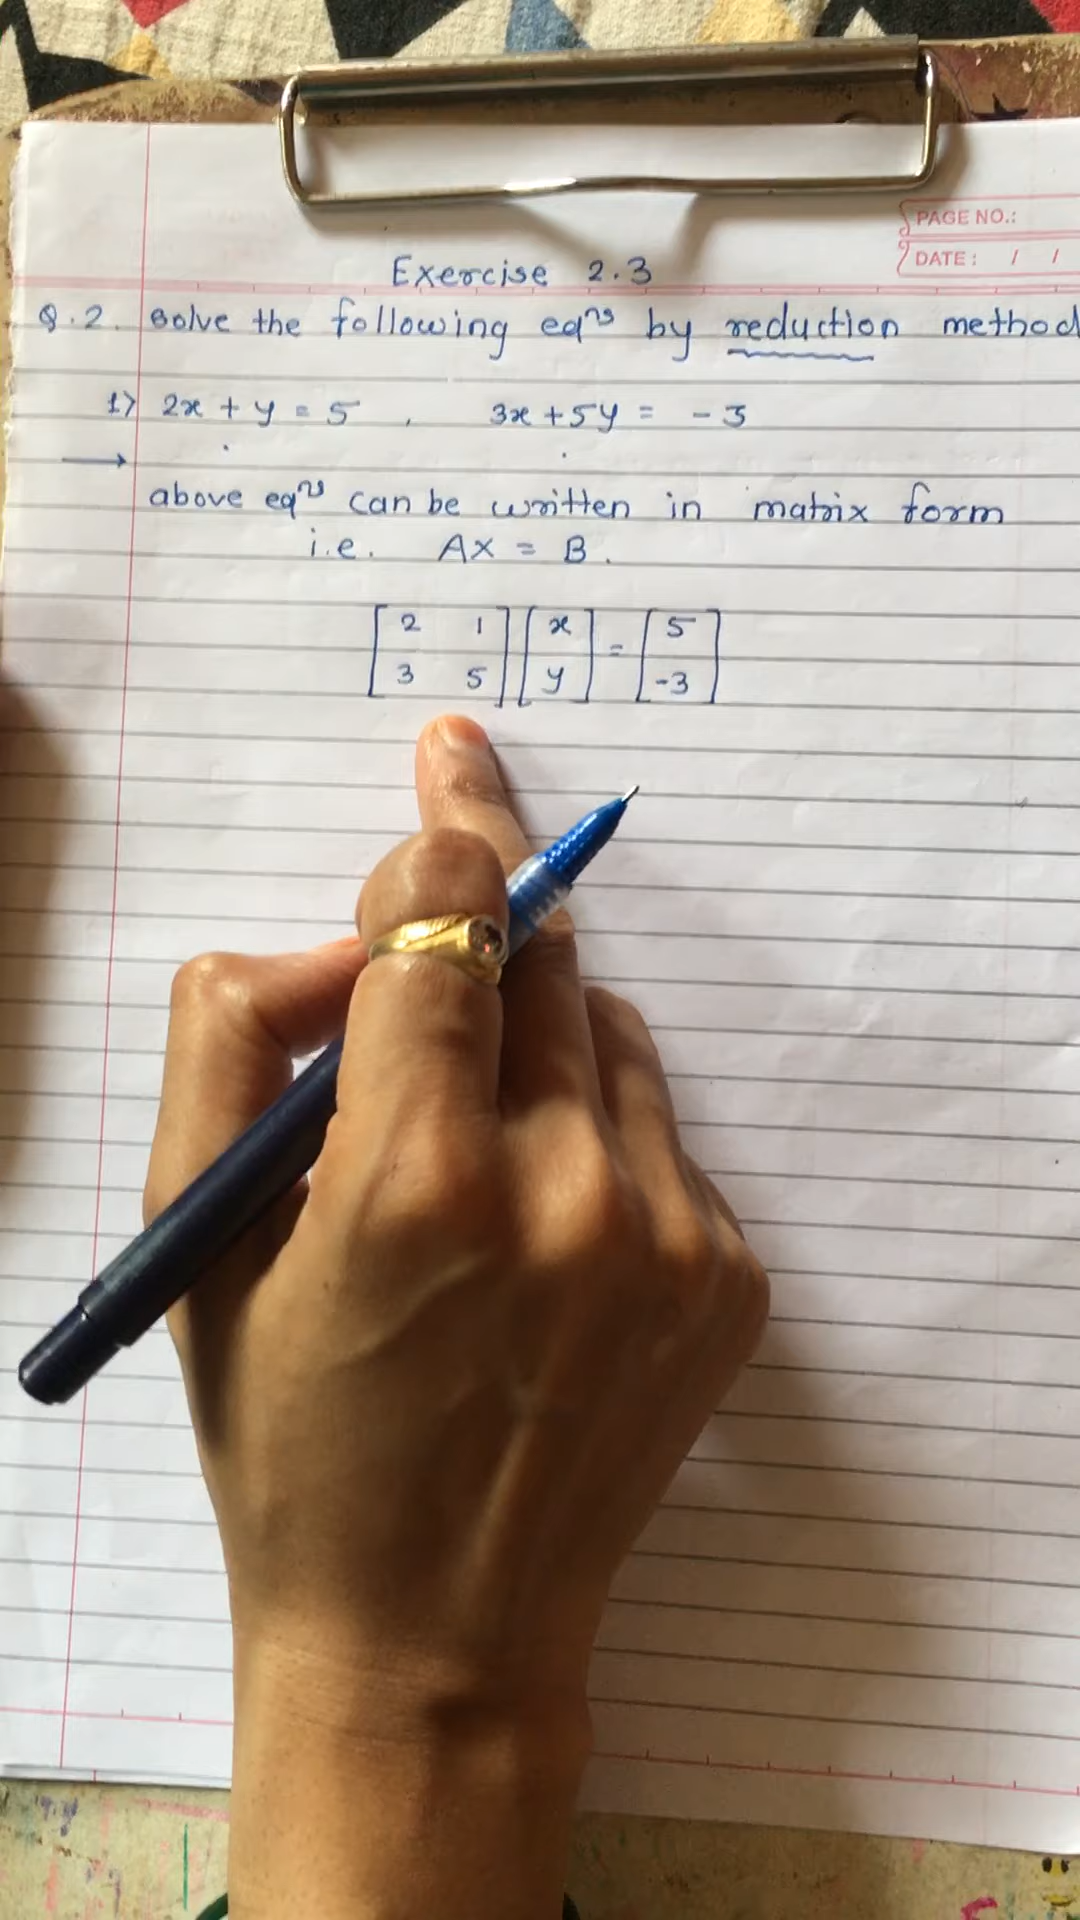 PAGE NO.:
DATE: / /
Exercise 2.3
Q.2. Solve the following eqⁿˢ by reduction method
1) 2x + y = 5 , 3x + 5y = -3
→
above eqⁿˢ can be written in matrix form
i.e. AX = B.
[2 1] [x] = [5]
[3 5] [y] [-3]